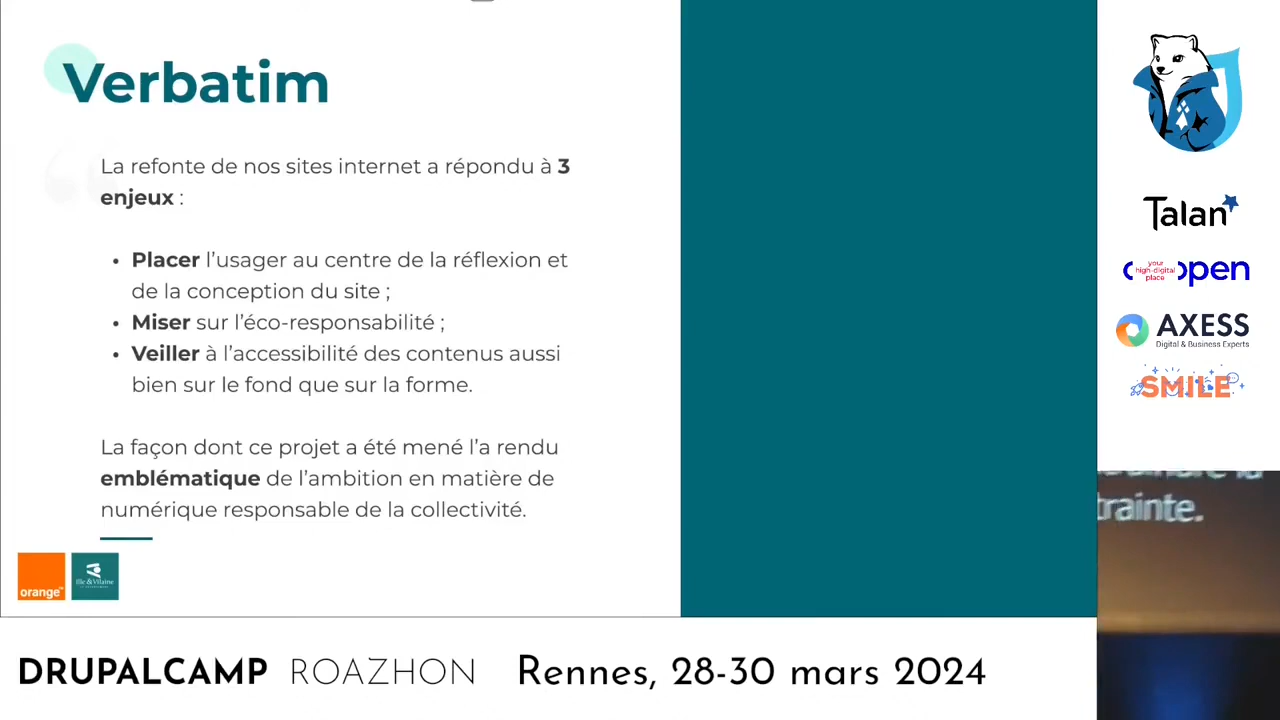 Verbatim
La refonte de nos sites internet a répondu à 3
enjeux :
• Placer l'usager au centre de la réflexion et
de la conception du site ;
• Miser sur l'éco-responsabilité ;
• Veiller à l'accessibilité des contenus aussi
bien sur le fond que sur la forme.
La façon dont ce projet a été mené l'a rendu
emblématique de l'ambition en matière de
numérique responsable de la collectivité.
orange™
Ille & Vilaine
DRUPALCAMP ROAZHON Rennes, 28-30 mars 2024
Talan
your
high-digital
place
open
AXESS
Digital & Business Experts
SMILE
trainte.